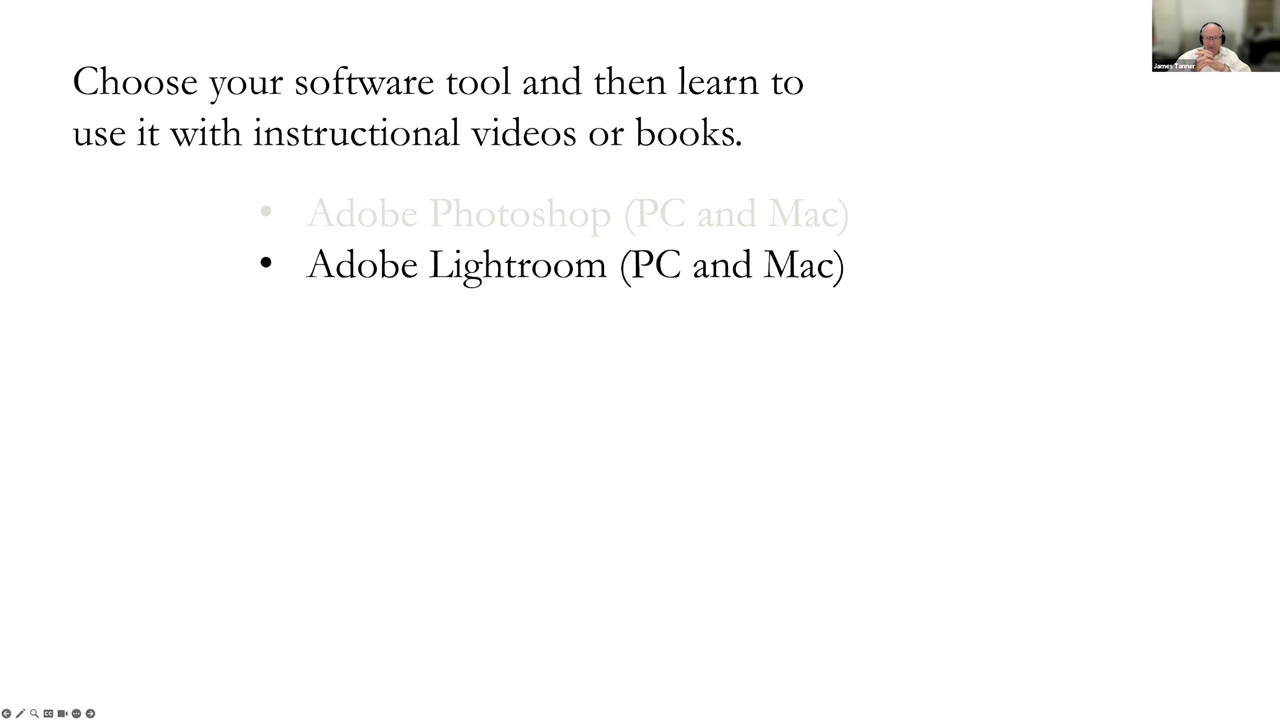 Choose your software tool and then learn to
use it with instructional videos or books.
• Adobe Photoshop (PC and Mac)
• Adobe Lightroom (PC and Mac)
James Tanner